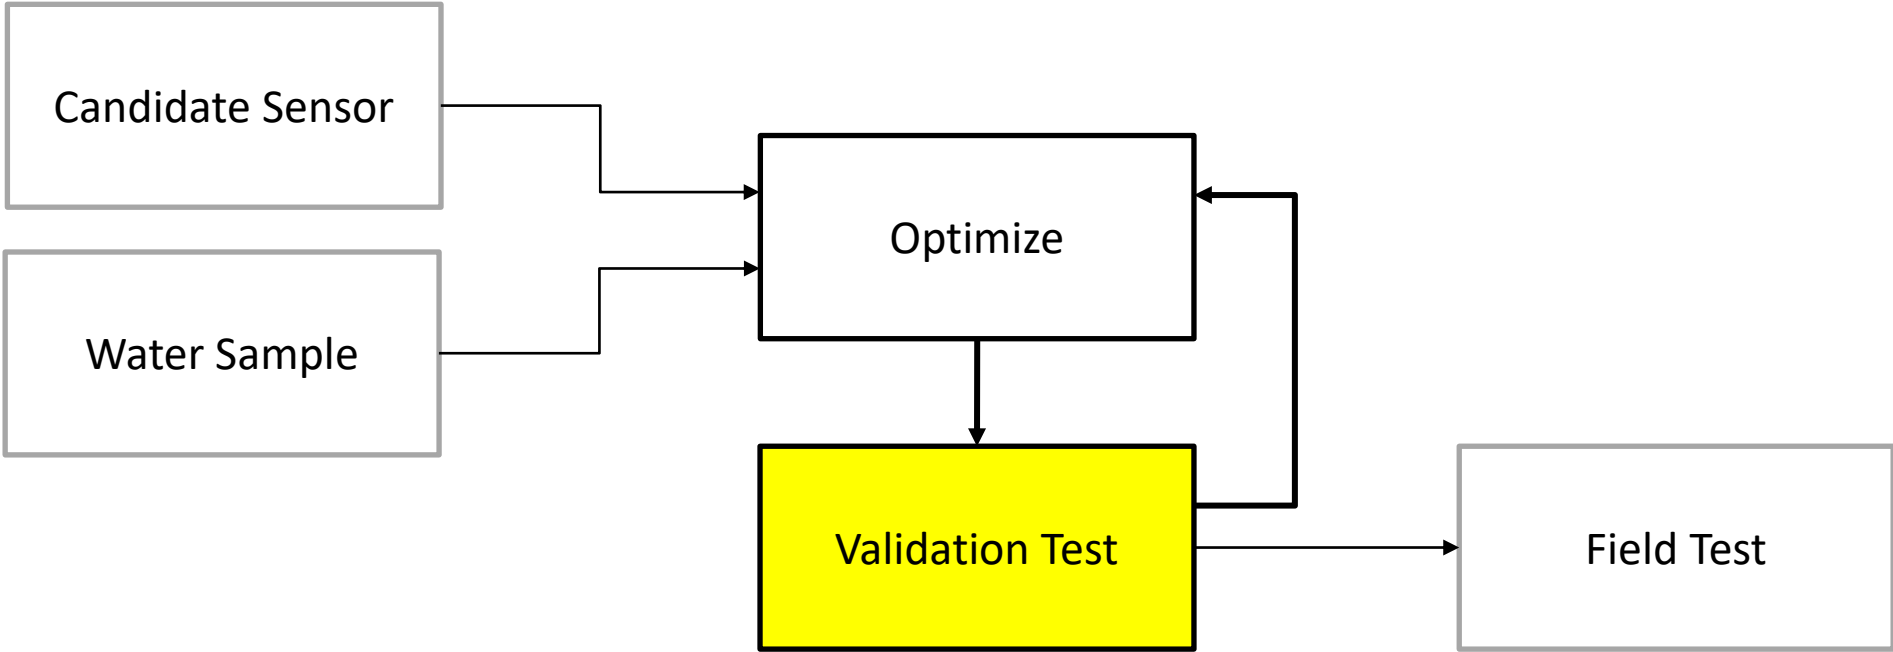 Candidate Sensor
Optimize
Water Sample
Validation Test
Field Test